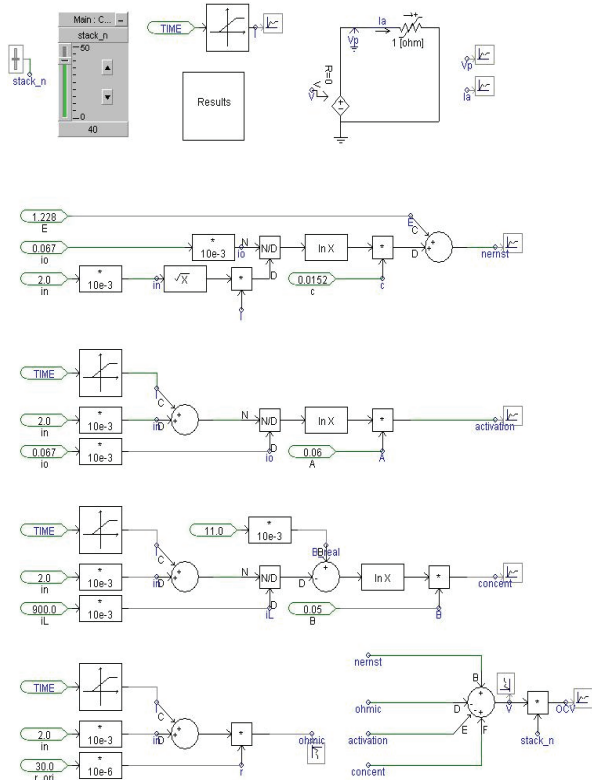 Main : C...
stack_n
50
0
40
stack_n
TIME
I
Results
Ia
Vp
1 [ohm]
R=0
V
V
Vp
Ia
1.228
E
E
C
0.067
io
*
10e-3
N
io
N/D
ln X
*
D
nernst
2.0
in
*
10e-3
in
√X
*
D
I
0.0152
c
c
TIME
I
C
2.0
in
*
10e-3
in
D
N
N/D
ln X
*
activation
0.067
io
*
10e-3
D
io
0.06
A
A
TIME
I
C
11.0
*
10e-3
Breal
2.0
in
*
10e-3
in
D
N
N/D
D
ln X
*
concent
900.0
iL
*
10e-3
D
iL
0.05
B
B
TIME
I
C
2.0
in
*
10e-3
in
D
*
ohmic
30.0
r_ori
*
10e-6
r
nernst
B
ohmic
D
V
*
OCV
activation
E
F
stack_n
concent